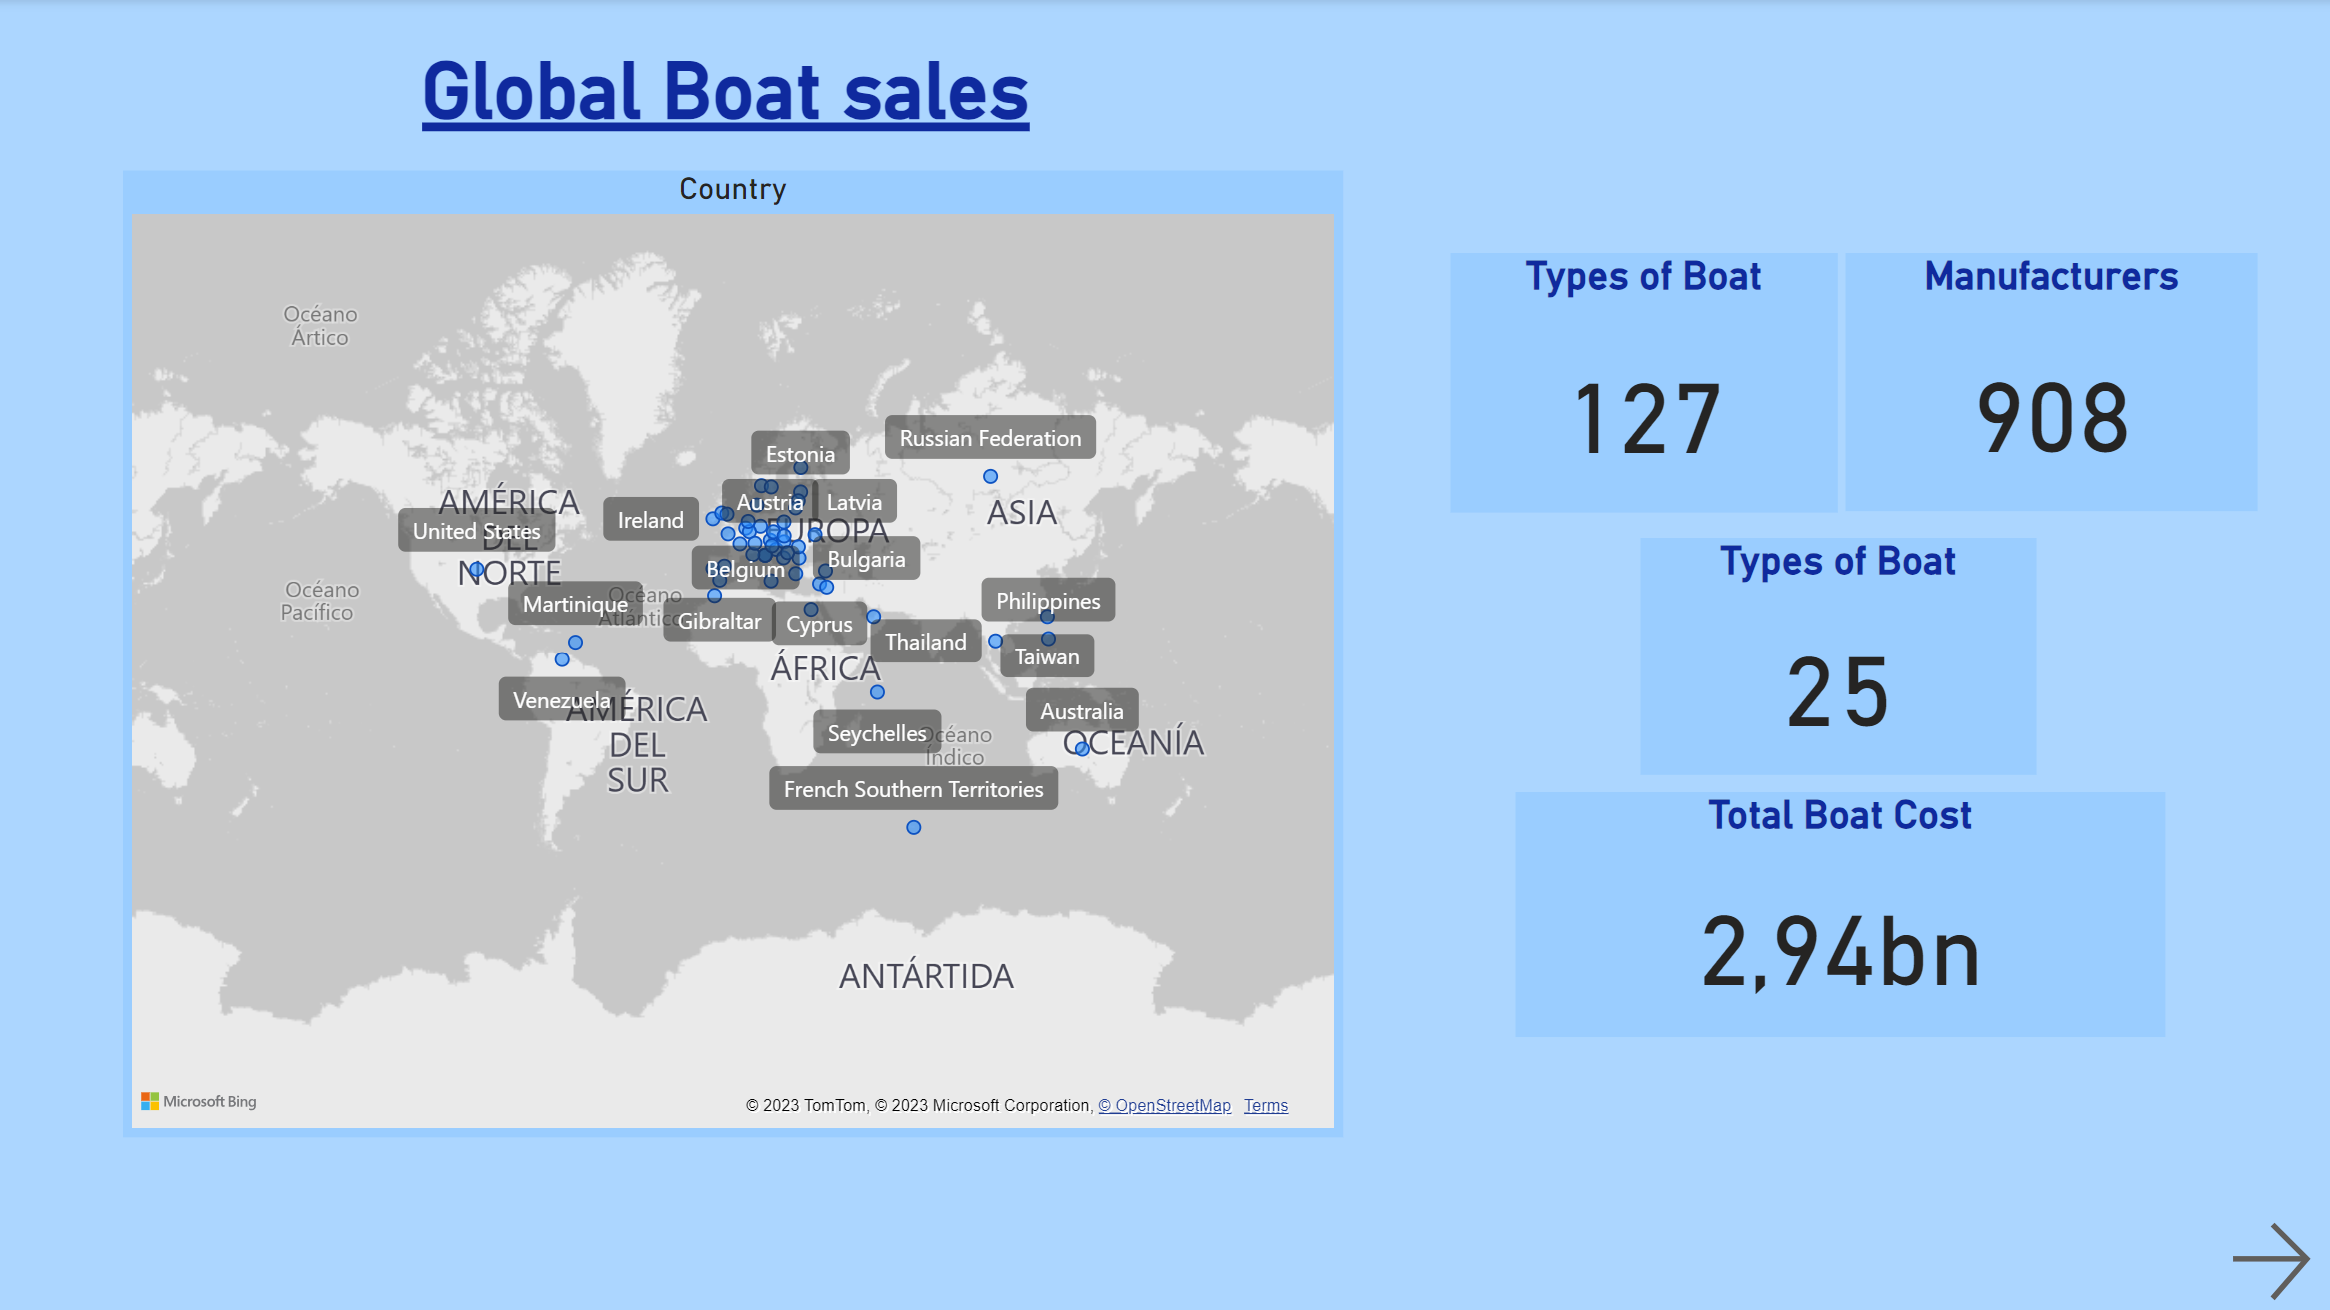 Global Boat sales
Country
Océano
Ártico
Russian Federation
Estonia
AMÉRICA
DEL
NORTE
United States
Ireland
Austria
Latvia
EUROPA
ASIA
Belgium
Bulgaria
Océano
Pacífico
Martinique
Océano
Atlántico
Gibraltar
Cyprus
Philippines
Thailand
Taiwan
ÁFRICA
Venezuela
AMÉRICA
DEL
SUR
Seychelles
Océano
Índico
Australia
OCEANÍA
French Southern Territories
ANTÁRTIDA
Microsoft Bing
© 2023 TomTom, © 2023 Microsoft Corporation, © OpenStreetMap Terms
Types of Boat
127
Manufacturers
908
Types of Boat
25
Total Boat Cost
2,94bn